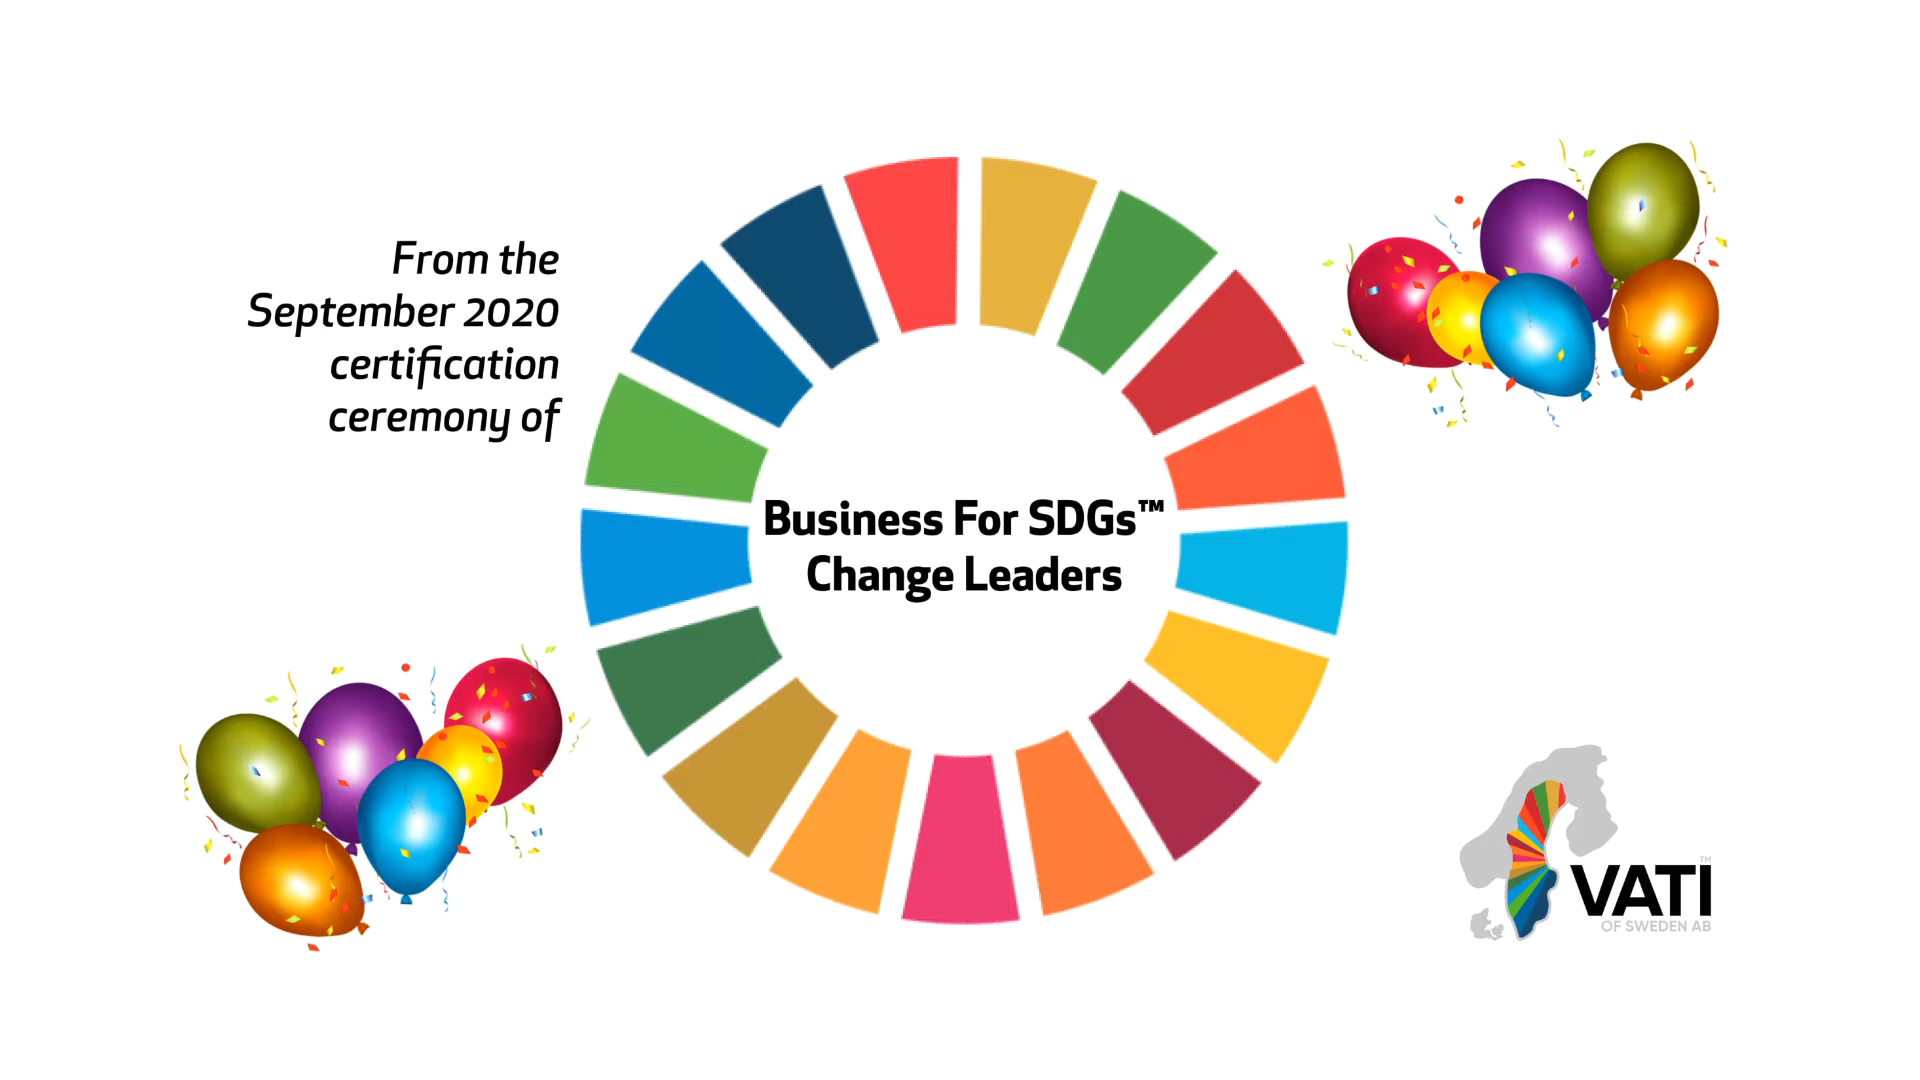 From the
September 2020
certification
ceremony of
Business For SDGs™
Change Leaders
VATI™
OF SWEDEN AB